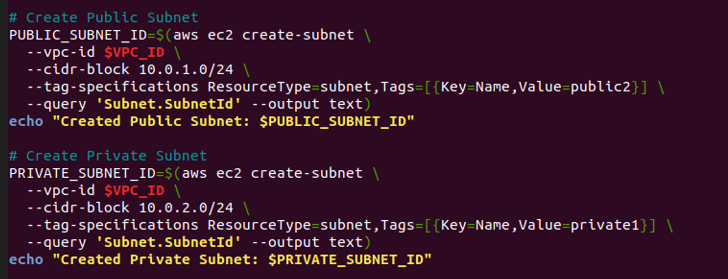 # Create Public Subnet
PUBLIC_SUBNET_ID=$(aws ec2 create-subnet \
  --vpc-id $VPC_ID \
  --cidr-block 10.0.1.0/24 \
  --tag-specifications ResourceType=subnet,Tags=[{Key=Name,Value=public2}] \
  --query 'Subnet.SubnetId' --output text)
echo "Created Public Subnet: $PUBLIC_SUBNET_ID"

# Create Private Subnet
PRIVATE_SUBNET_ID=$(aws ec2 create-subnet \
  --vpc-id $VPC_ID \
  --cidr-block 10.0.2.0/24 \
  --tag-specifications ResourceType=subnet,Tags=[{Key=Name,Value=private1}] \
  --query 'Subnet.SubnetId' --output text)
echo "Created Private Subnet: $PRIVATE_SUBNET_ID"